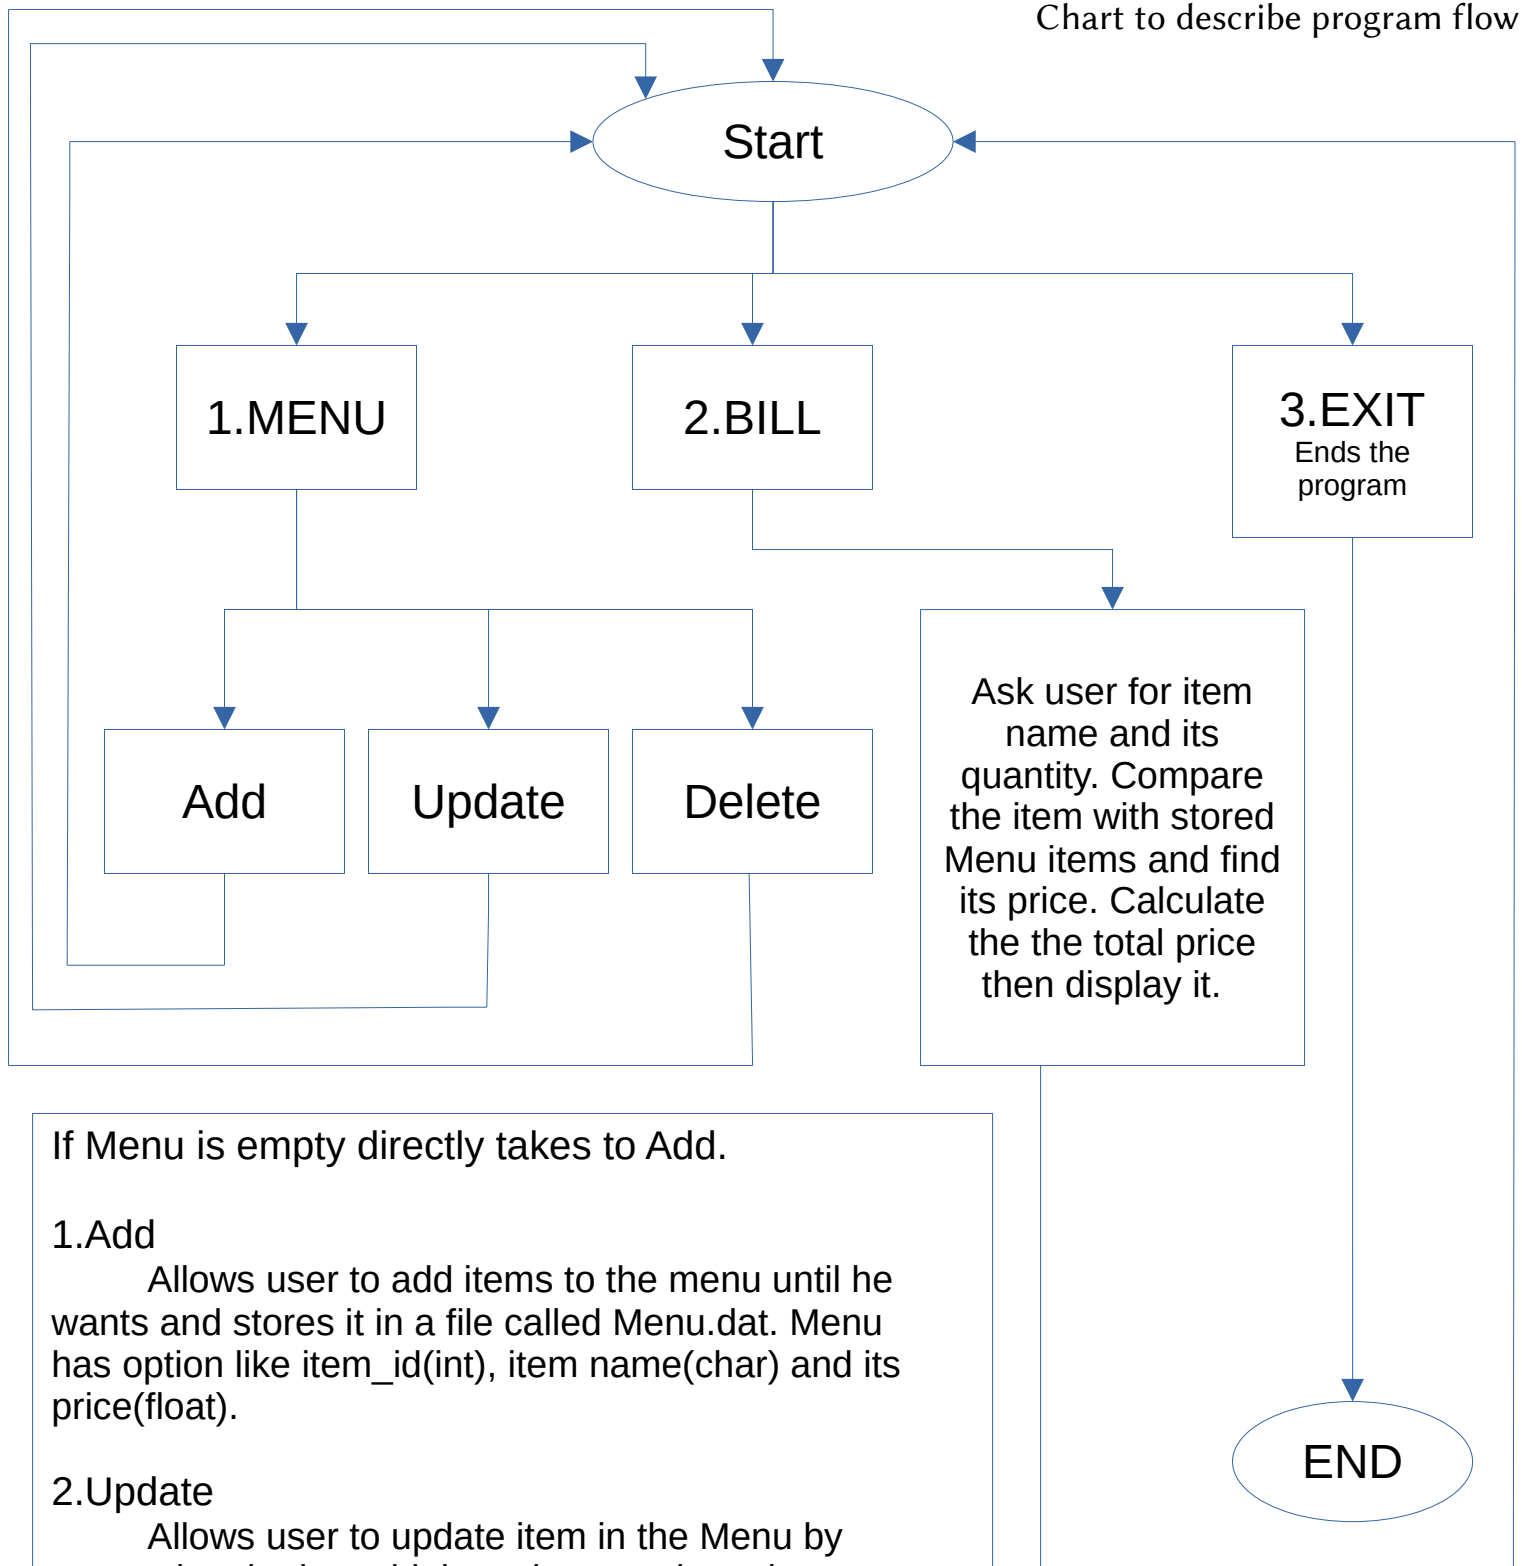 Chart to describe program flow
Start
1.MENU
2.BILL
3.EXIT
Ends the
program
Add
Update
Delete
Ask user for item
name and its
quantity. Compare
the item with stored
Menu items and find
its price. Calculate
the the total price
then display it.
If Menu is empty directly takes to Add.
1.Add
Allows user to add items to the menu until he
wants and stores it in a file called Menu.dat. Menu
has option like item_id(int), item name(char) and its
price(float).
2.Update
Allows user to update item in the Menu by
END